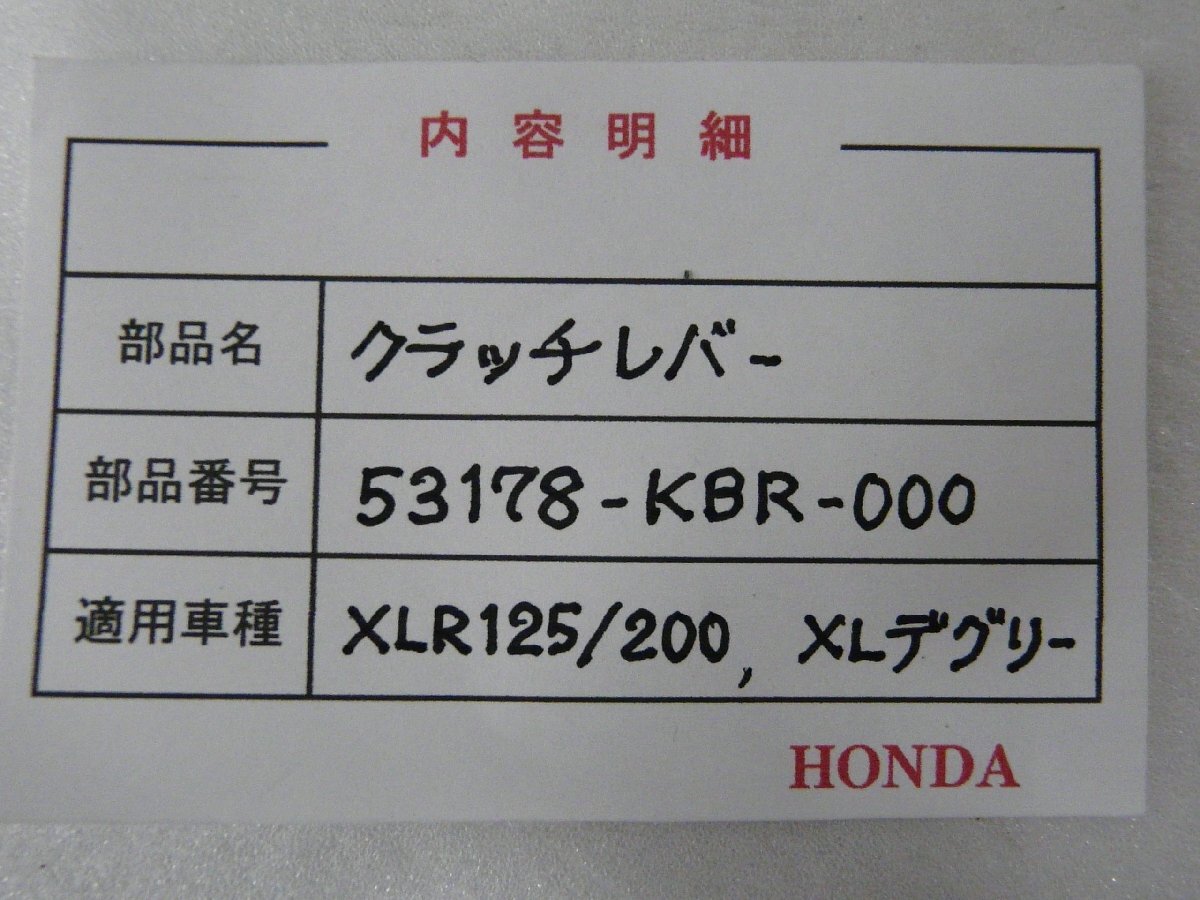 内容明細
部品名 クラッチレバー
部品番号 53178-KBR-000
適用車種 XLR125/200, XLデグリー
HONDA